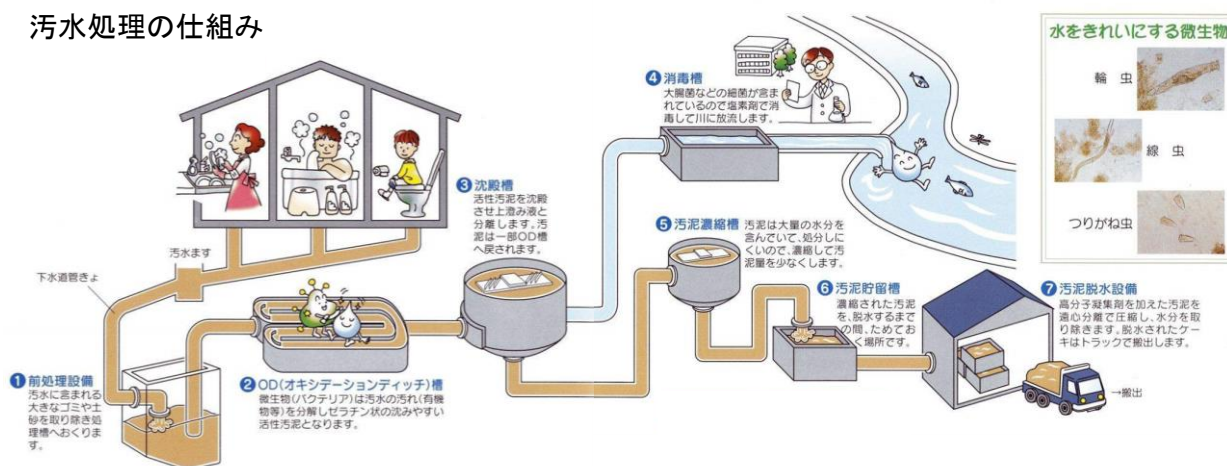 汚水処理の仕組み
汚水ます
下水道管きょ
❶前処理設備
汚水に含まれる
大きなゴミや土
砂を取り除き処
理槽へおくりま
す。
❷OD(オキシデーションディッチ)槽
微生物(バクテリア)は汚水の汚れ(有機
物等)を分解しゼラチン状の沈みやすい
活性汚泥となります。
❸沈殿槽
活性汚泥を沈殿
させ上澄み液と
分離します。汚
泥は一部OD槽
へ戻されます。
❹消毒槽
大腸菌などの細菌が含ま
れているので塩素剤で消
毒して川に放流します。
❺汚泥濃縮槽
汚泥は大量の水分を
含んでいて、処分しに
くいので、濃縮して汚
泥量を少なくします。
❻汚泥貯留槽
濃縮された汚泥
を、脱水するまで
の間、ためてお
く場所です。
❼汚泥脱水設備
高分子凝集剤を加えた汚泥を
遠心分離で圧縮し、水分を取
り除きます。脱水されたケー
キはトラックで搬出します。
→搬出
水をきれいにする微生物
輪 虫
線 虫
つりがね虫